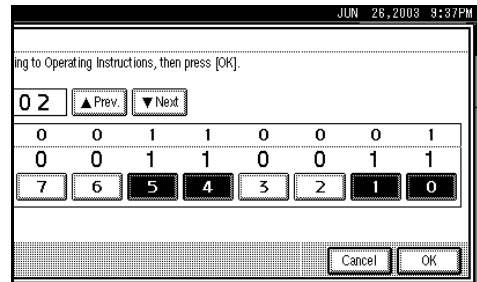 JUN 26,2003 9:37PM
ing to Operating Instructions, then press [OK].
02 ▲Prev. ▼Next
0 0 1 1 0 0 0 1
0 0 1 1 0 0 1 1
7 6 5 4 3 2 1 0
Cancel OK